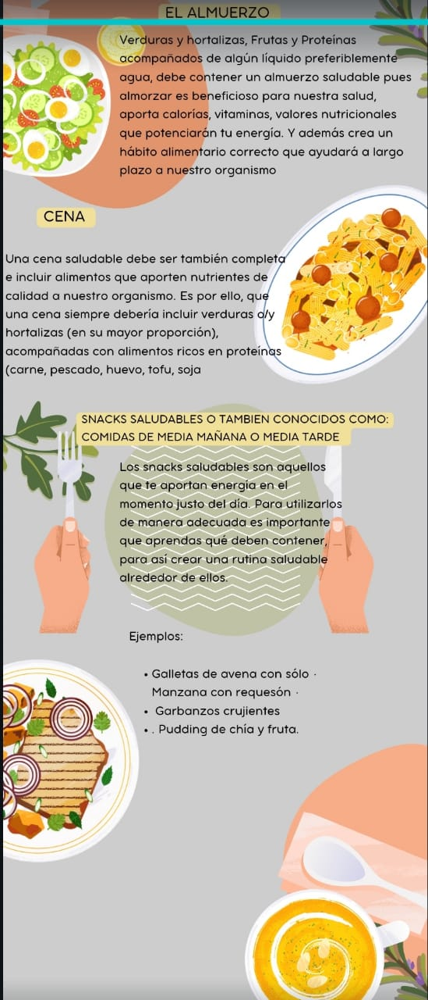 EL ALMUERZO
Verduras y hortalizas, Frutas y Proteínas
acompañados de algún líquido preferiblemente
agua, debe contener un almuerzo saludable pues
almorzar es beneficioso para nuestra salud,
aporta calorías, vitaminas, valores nutricionales
que potenciarán tu energía. Y además crea un
hábito alimentario correcto que ayudará a largo
plazo a nuestro organismo
CENA
Una cena saludable debe ser también completa
e incluir alimentos que aporten nutrientes de
calidad a nuestro organismo. Es por ello, que
una cena siempre debería incluir verduras o/y
hortalizas (en su mayor proporción),
acompañadas con alimentos ricos en proteínas
(carne, pescado, huevo, tofu, soja
SNACKS SALUDABLES O TAMBIEN CONOCIDOS COMO:
COMIDAS DE MEDIA MAÑANA O MEDIA TARDE
Los snacks saludables son aquellos
que te aportan energía en el
momento justo del día. Para utilizarlos
de manera adecuada es importante
que aprendas qué deben contener,
para así crear una rutina saludable
alrededor de ellos.
Ejemplos:
• Galletas de avena con sólo ·
Manzana con requesón ·
• Garbanzos crujientes
• . Pudding de chía y fruta.